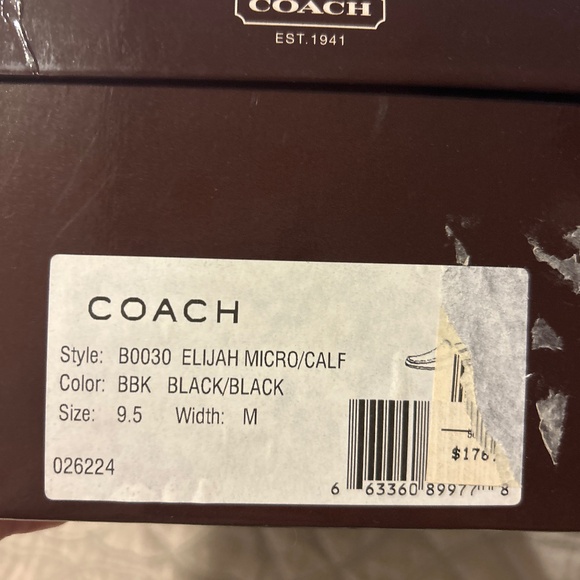 COACH
EST. 1941
COACH
Style: B0030 ELIJAH MICRO/CALF
Color: BBK BLACK/BLACK
Size: 9.5 Width: M
$178.
026224
6 63360 89977 8